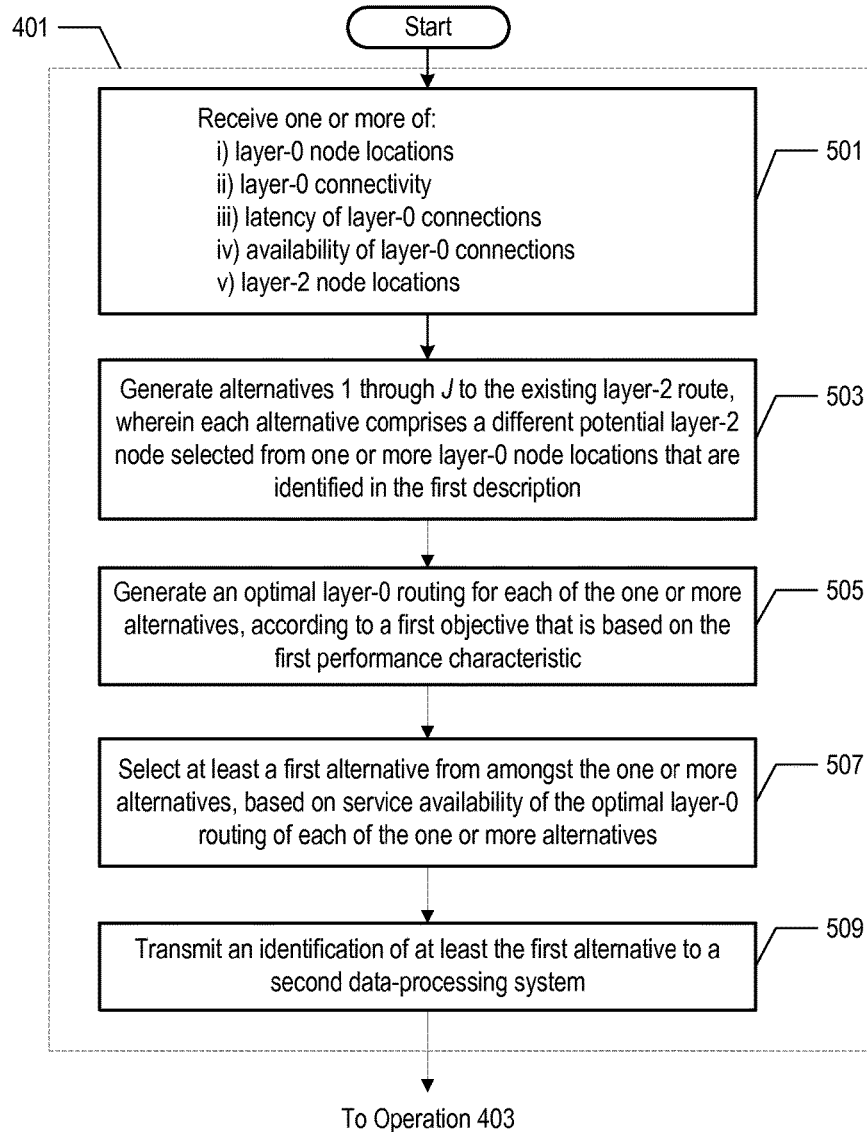 Start
401
Receive one or more of:
i) layer-0 node locations
ii) layer-0 connectivity
iii) latency of layer-0 connections
iv) availability of layer-0 connections
v) layer-2 node locations
501
Generate alternatives 1 through J to the existing layer-2 route,
wherein each alternative comprises a different potential layer-2
node selected from one or more layer-0 node locations that are
identified in the first description
503
Generate an optimal layer-0 routing for each of the one or more
alternatives, according to a first objective that is based on the
first performance characteristic
505
Select at least a first alternative from amongst the one or more
alternatives, based on service availability of the optimal layer-0
routing of each of the one or more alternatives
507
Transmit an identification of at least the first alternative to a
second data-processing system
509
To Operation 403